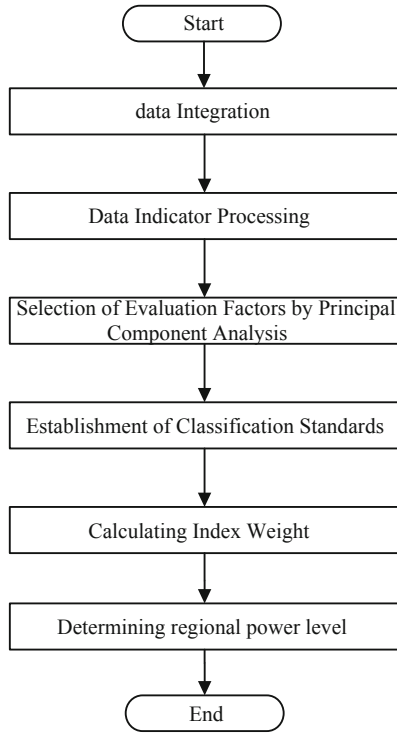 Start
data Integration
Data Indicator Processing
Selection of Evaluation Factors by Principal
Component Analysis
Establishment of Classification Standards
Calculating Index Weight
Determining regional power level
End